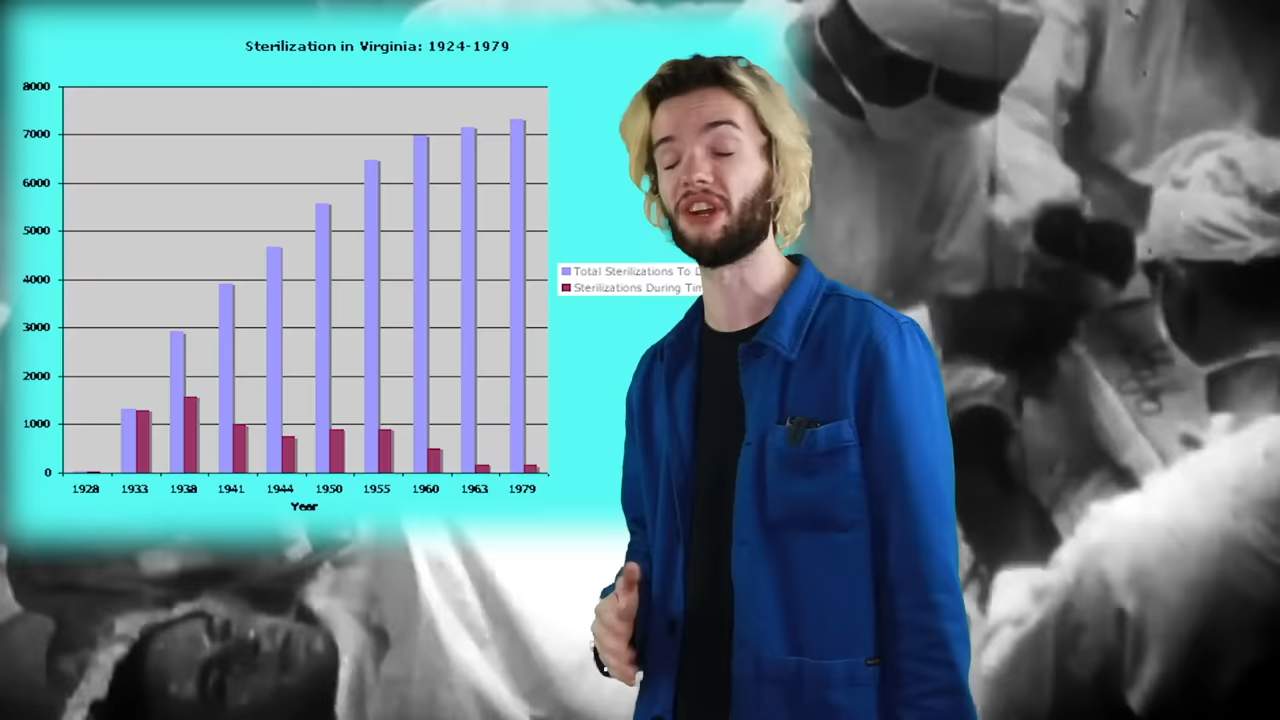 Sterilization in Virginia: 1924-1979
8000
7000
6000
5000
4000
3000
2000
1000
0
1928 1933 1938 1941 1944 1950 1955 1960 1963 1979
Year
Total Sterilizations To
Sterilizations During